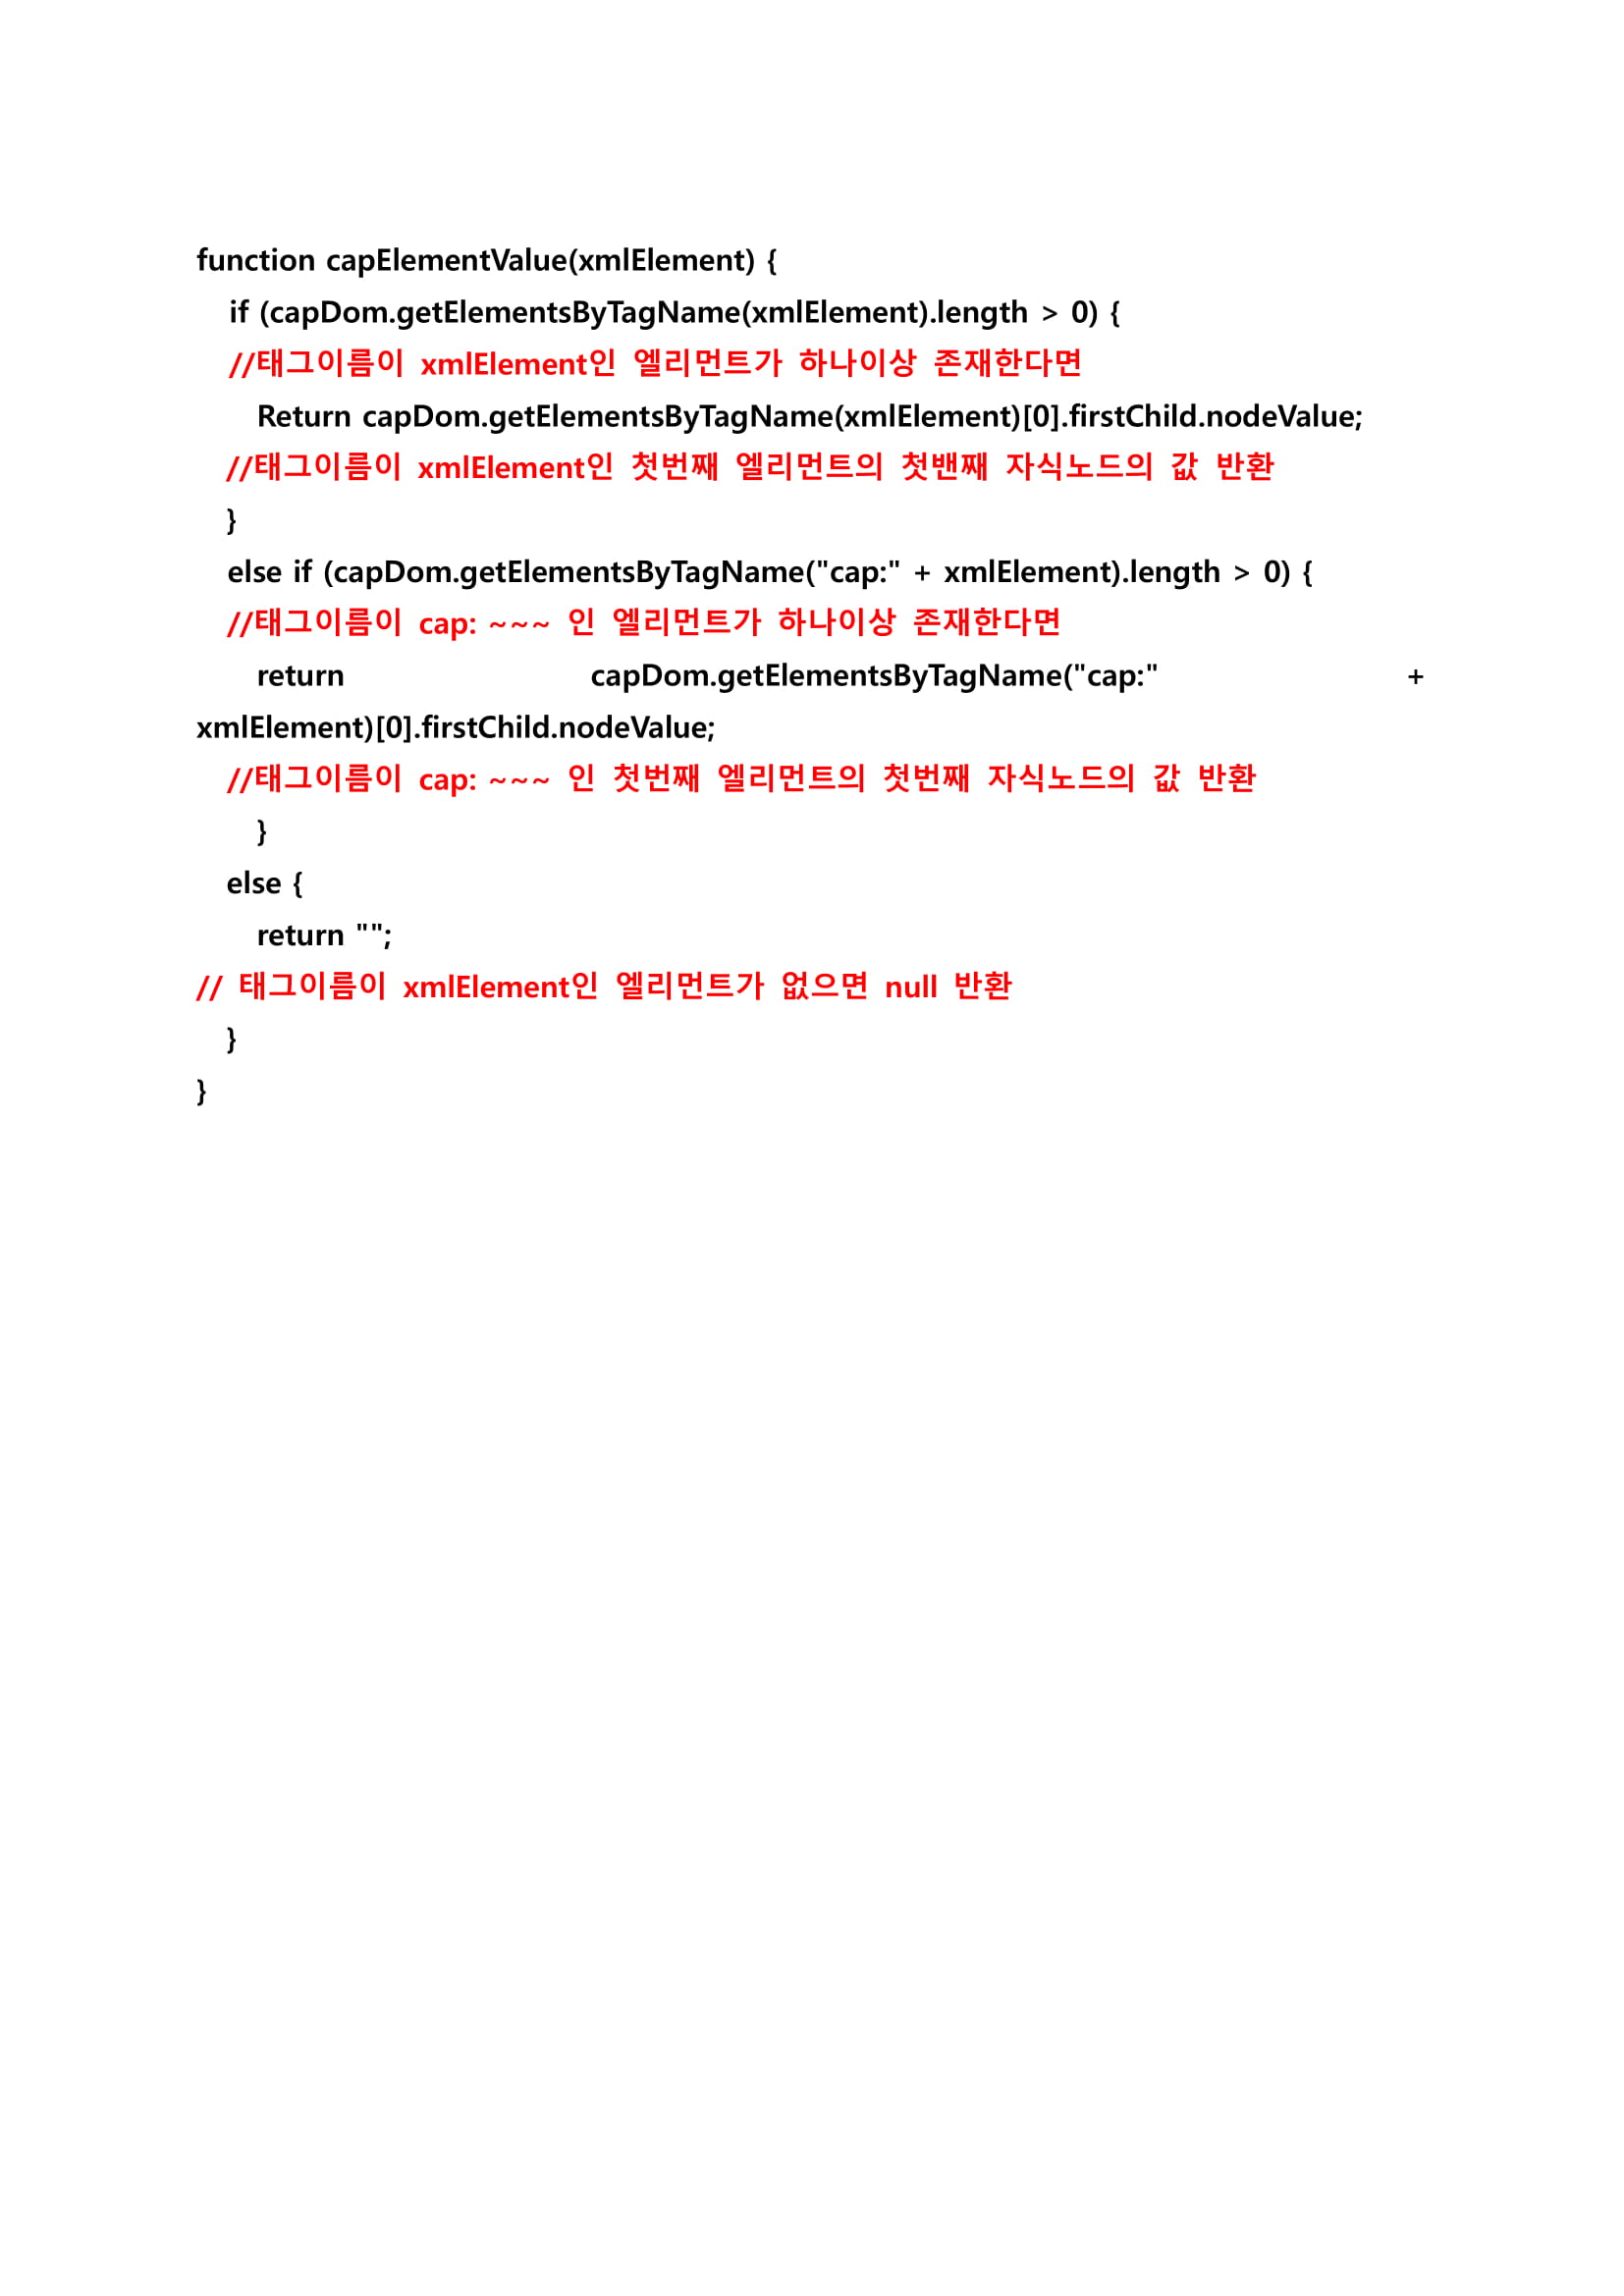 function capElementValue(xmlElement) {
if (capDom.getElementsByTagName(xmlElement).length > 0) {
//태그이름이 xmlElement인 엘리먼트가 하나이상 존재한다면
Return capDom.getElementsByTagName(xmlElement)[0].firstChild.nodeValue;
//태그이름이 xmlElement인 첫번째 엘리먼트의 첫밴째 자식노드의 값 반환
}
else if (capDom.getElementsByTagName("cap:" + xmlElement).length > 0) {
//태그이름이 cap: ~~~ 인 엘리먼트가 하나이상 존재한다면
return capDom.getElementsByTagName("cap:" +
xmlElement)[0].firstChild.nodeValue;
//태그이름이 cap: ~~~ 인 첫번째 엘리먼트의 첫번째 자식노드의 값 반환
}
else {
return "";
// 태그이름이 xmlElement인 엘리먼트가 없으면 null 반환
}
}